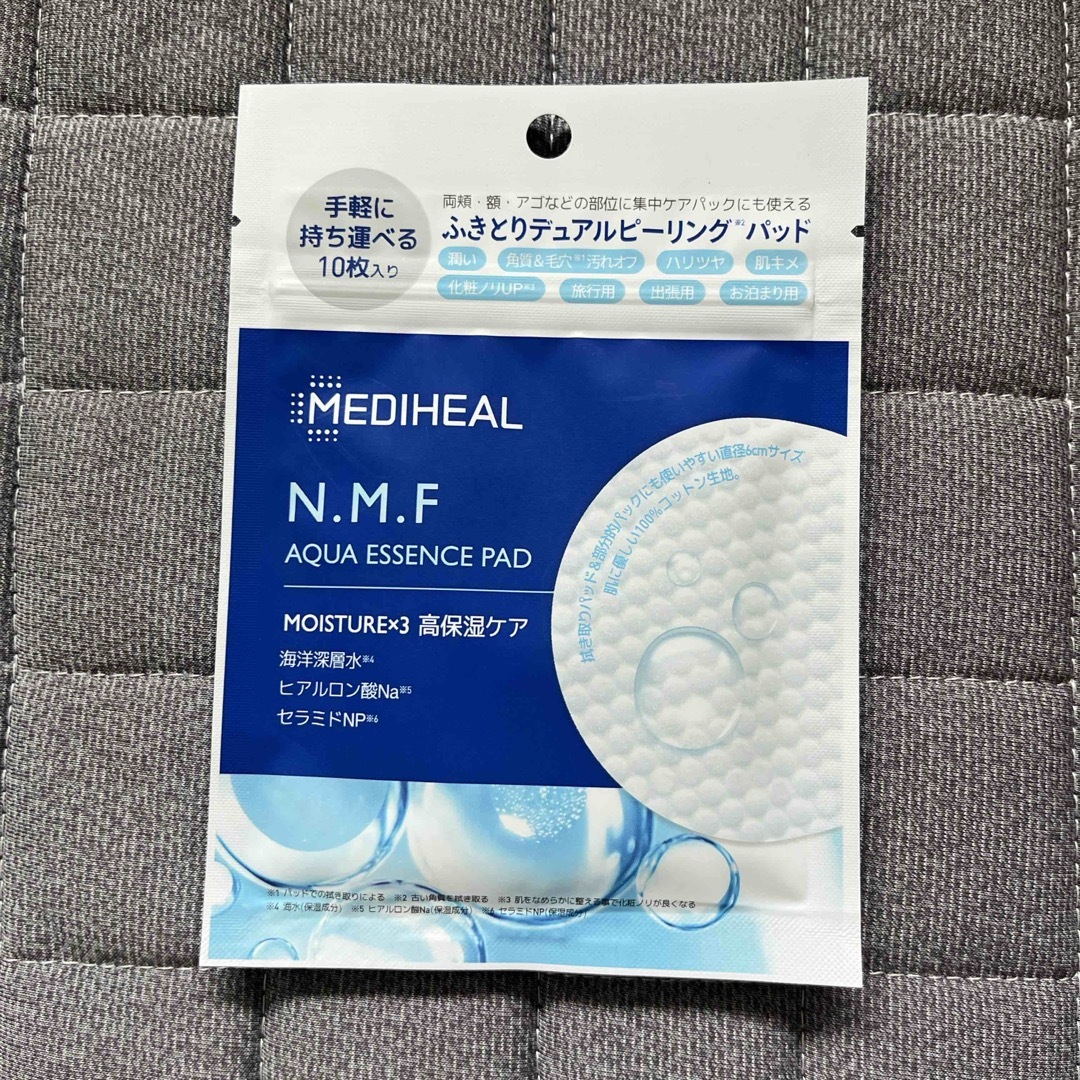 手軽に
持ち運べる
10枚入り
両頬・額・アゴなどの部位に集中ケアパックにも使える
ふきとりデュアルピーリング※2パッド
潤い 角質&毛穴※1汚れオフ ハリツヤ 肌キメ
化粧ノリUP※3 旅行用 出張用 お泊まり用
MEDIHEAL
N.M.F
AQUA ESSENCE PAD
MOISTURE×3 高保湿ケア
海洋深層水※4
ヒアルロン酸Na※5
セラミドNP※6
拭き取りパッド&部分的パックにも使いやすい直径6cmサイズ
肌に優しい100%コットン生地。
※1 パッドでの拭き取りによる ※2 古い角質を拭き取る ※3 肌をなめらかに整える事で化粧ノリが良くなる
※4 海水(保湿成分) ※5 ヒアルロン酸Na(保湿成分) ※6 セラミドNP(保湿成分)